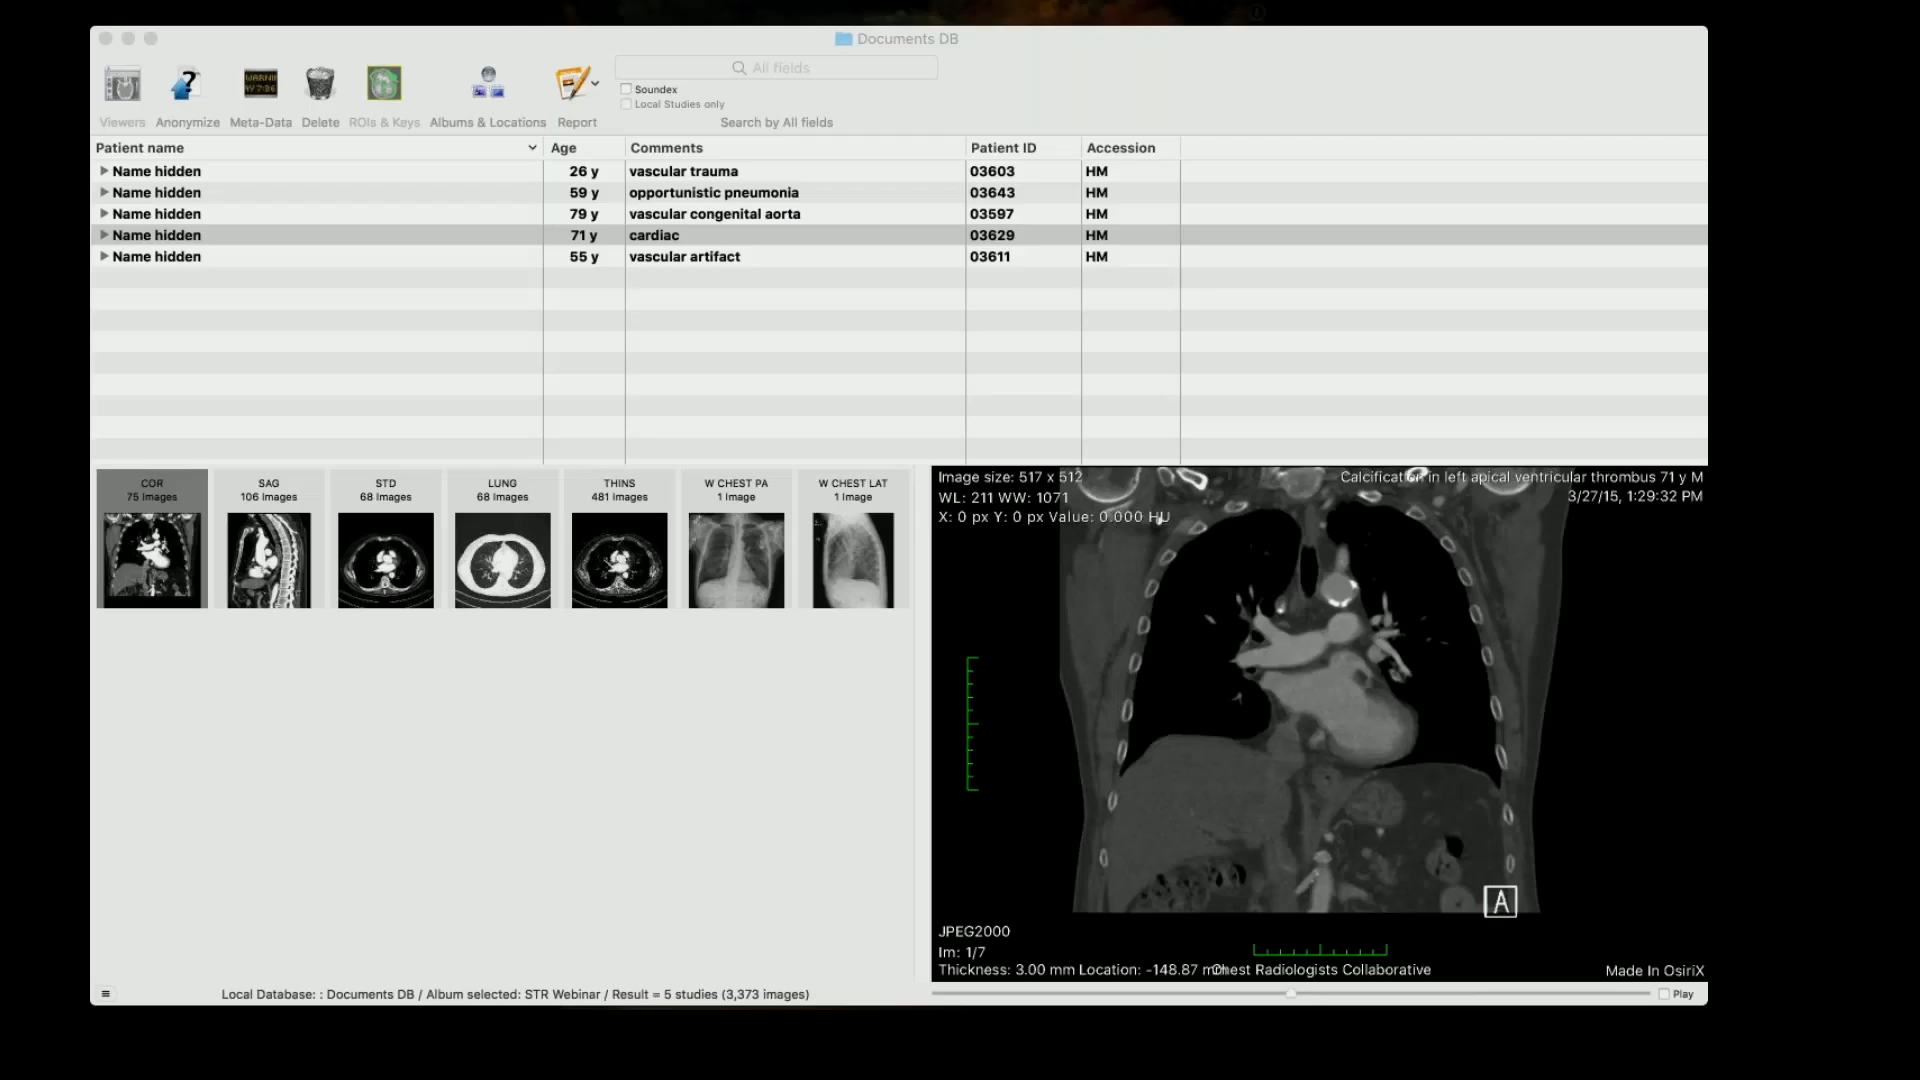 Documents DB
All fields
WARNIN
AY 7:36
Soundex
Local Studies only
Viewers Anonymize Meta-Data Delete ROIs & Keys Albums & Locations Report Search by All fields
Patient name Age Comments Patient ID Accession
Name hidden 26 y vascular trauma 03603 HM
Name hidden 59 y opportunistic pneumonia 03643 HM
Name hidden 79 y vascular congenital aorta 03597 HM
Name hidden 71 y cardiac 03629 HM
Name hidden 55 y vascular artifact 03611 HM
COR SAG STD LUNG THINS W CHEST PA W CHEST LAT
75 Images 106 Images 68 Images 68 Images 481 Images 1 Image 1 Image
Image size: 517 x 512 Calcification in left apical ventricular thrombus 71 y M
WL: 211 WW: 1071 3/27/15, 1:29:32 PM
X: 0 px Y: 0 px Value: 0.000 HU
A
JPEG2000
Im: 1/7
Thickness: 3.00 mm Location: -148.87 mm Chest Radiologists Collaborative Made In OsiriX
Local Database: : Documents DB / Album selected: STR Webinar / Result = 5 studies (3,373 images) Play